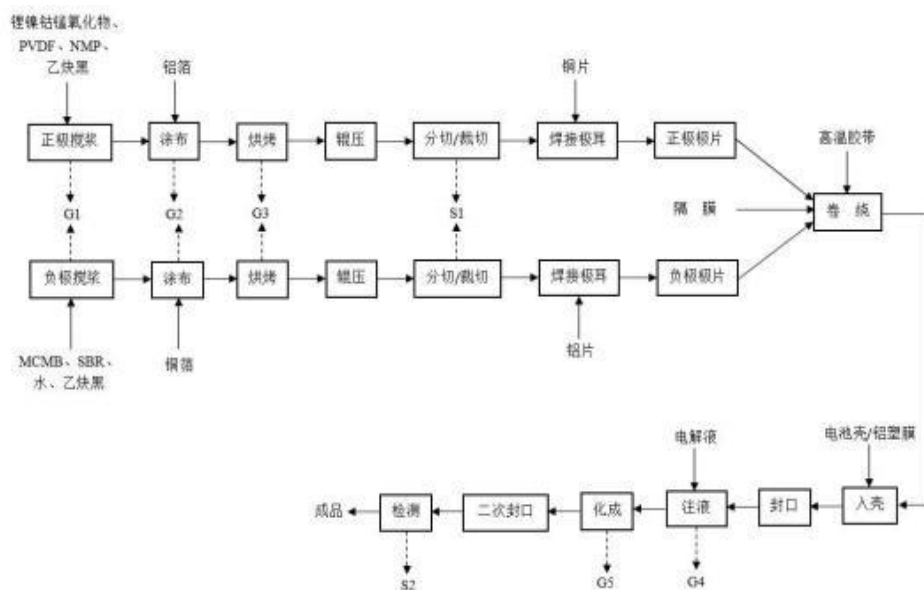 锂镍钴锰氧化物、
PVDF、NMP、
乙炔黑
铝箔
铜片
正极搅浆
涂布
烘烤
辊压
分切/裁切
焊接极耳
正极极片
高温胶带
G1
G2
G3
S1
隔 膜
卷 绕
负极搅浆
涂布
烘烤
辊压
分切/裁切
焊接极耳
负极极片
MCMB、SBR、
水、乙炔黑
铜箔
铝片
电解液
电池壳/铝塑膜
成品
检测
二次封口
化成
注液
封口
入壳
S2
G5
G4